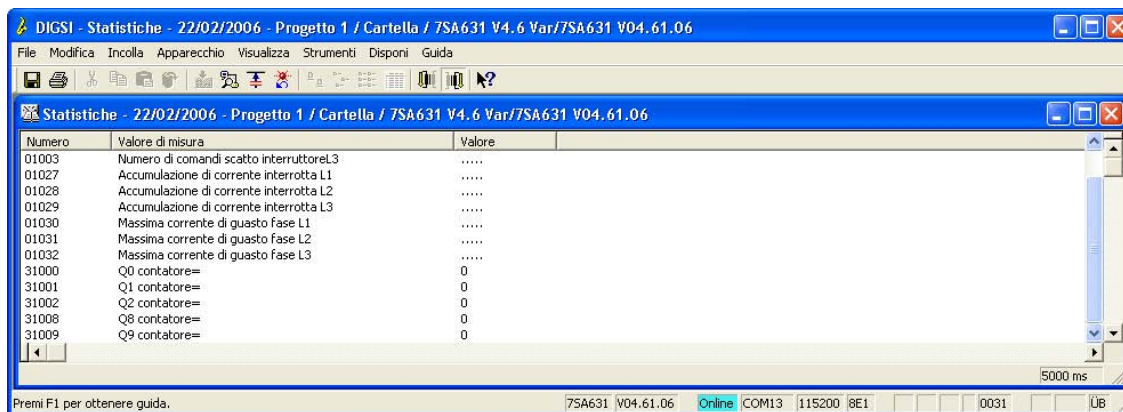 DIGSI - Statistiche - 22/02/2006 - Progetto 1 / Cartella / 7SA631 V4.6 Var/7SA631 V04.61.06
File Modifica Incolla Apparecchio Visualizza Strumenti Disponi Guida
Statistiche - 22/02/2006 - Progetto 1 / Cartella / 7SA631 V4.6 Var/7SA631 V04.61.06
Numero Valore di misura Valore
01003 Numero di comandi scatto interruttoreL3 .....
01027 Accumulazione di corrente interrotta L1 .....
01028 Accumulazione di corrente interrotta L2 .....
01029 Accumulazione di corrente interrotta L3 .....
01030 Massima corrente di guasto fase L1 .....
01031 Massima corrente di guasto fase L2 .....
01032 Massima corrente di guasto fase L3 .....
31000 Q0 contatore= 0
31001 Q1 contatore= 0
31002 Q2 contatore= 0
31008 Q8 contatore= 0
31009 Q9 contatore= 0
5000 ms
Premi F1 per ottenere guida. 7SA631 V04.61.06 Online COM13 115200 8E1 0031 ÜB